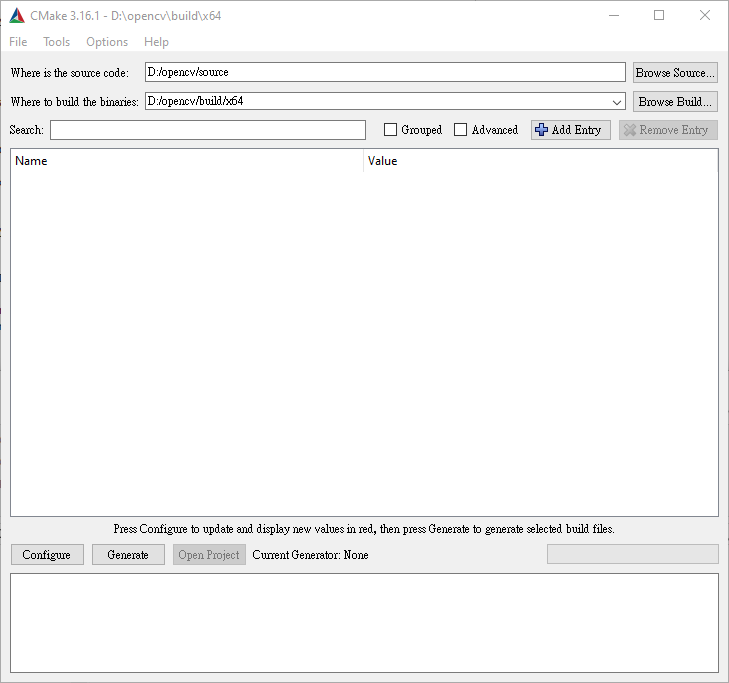 CMake 3.16.1 - D:\opencv\build\x64
File Tools Options Help
Where is the source code: D:/opencv/source Browse Source...
Where to build the binaries: D:/opencv/build/x64 Browse Build...
Search: Grouped Advanced Add Entry Remove Entry
Name Value
Press Configure to update and display new values in red, then press Generate to generate selected build files.
Configure Generate Open Project Current Generator: None